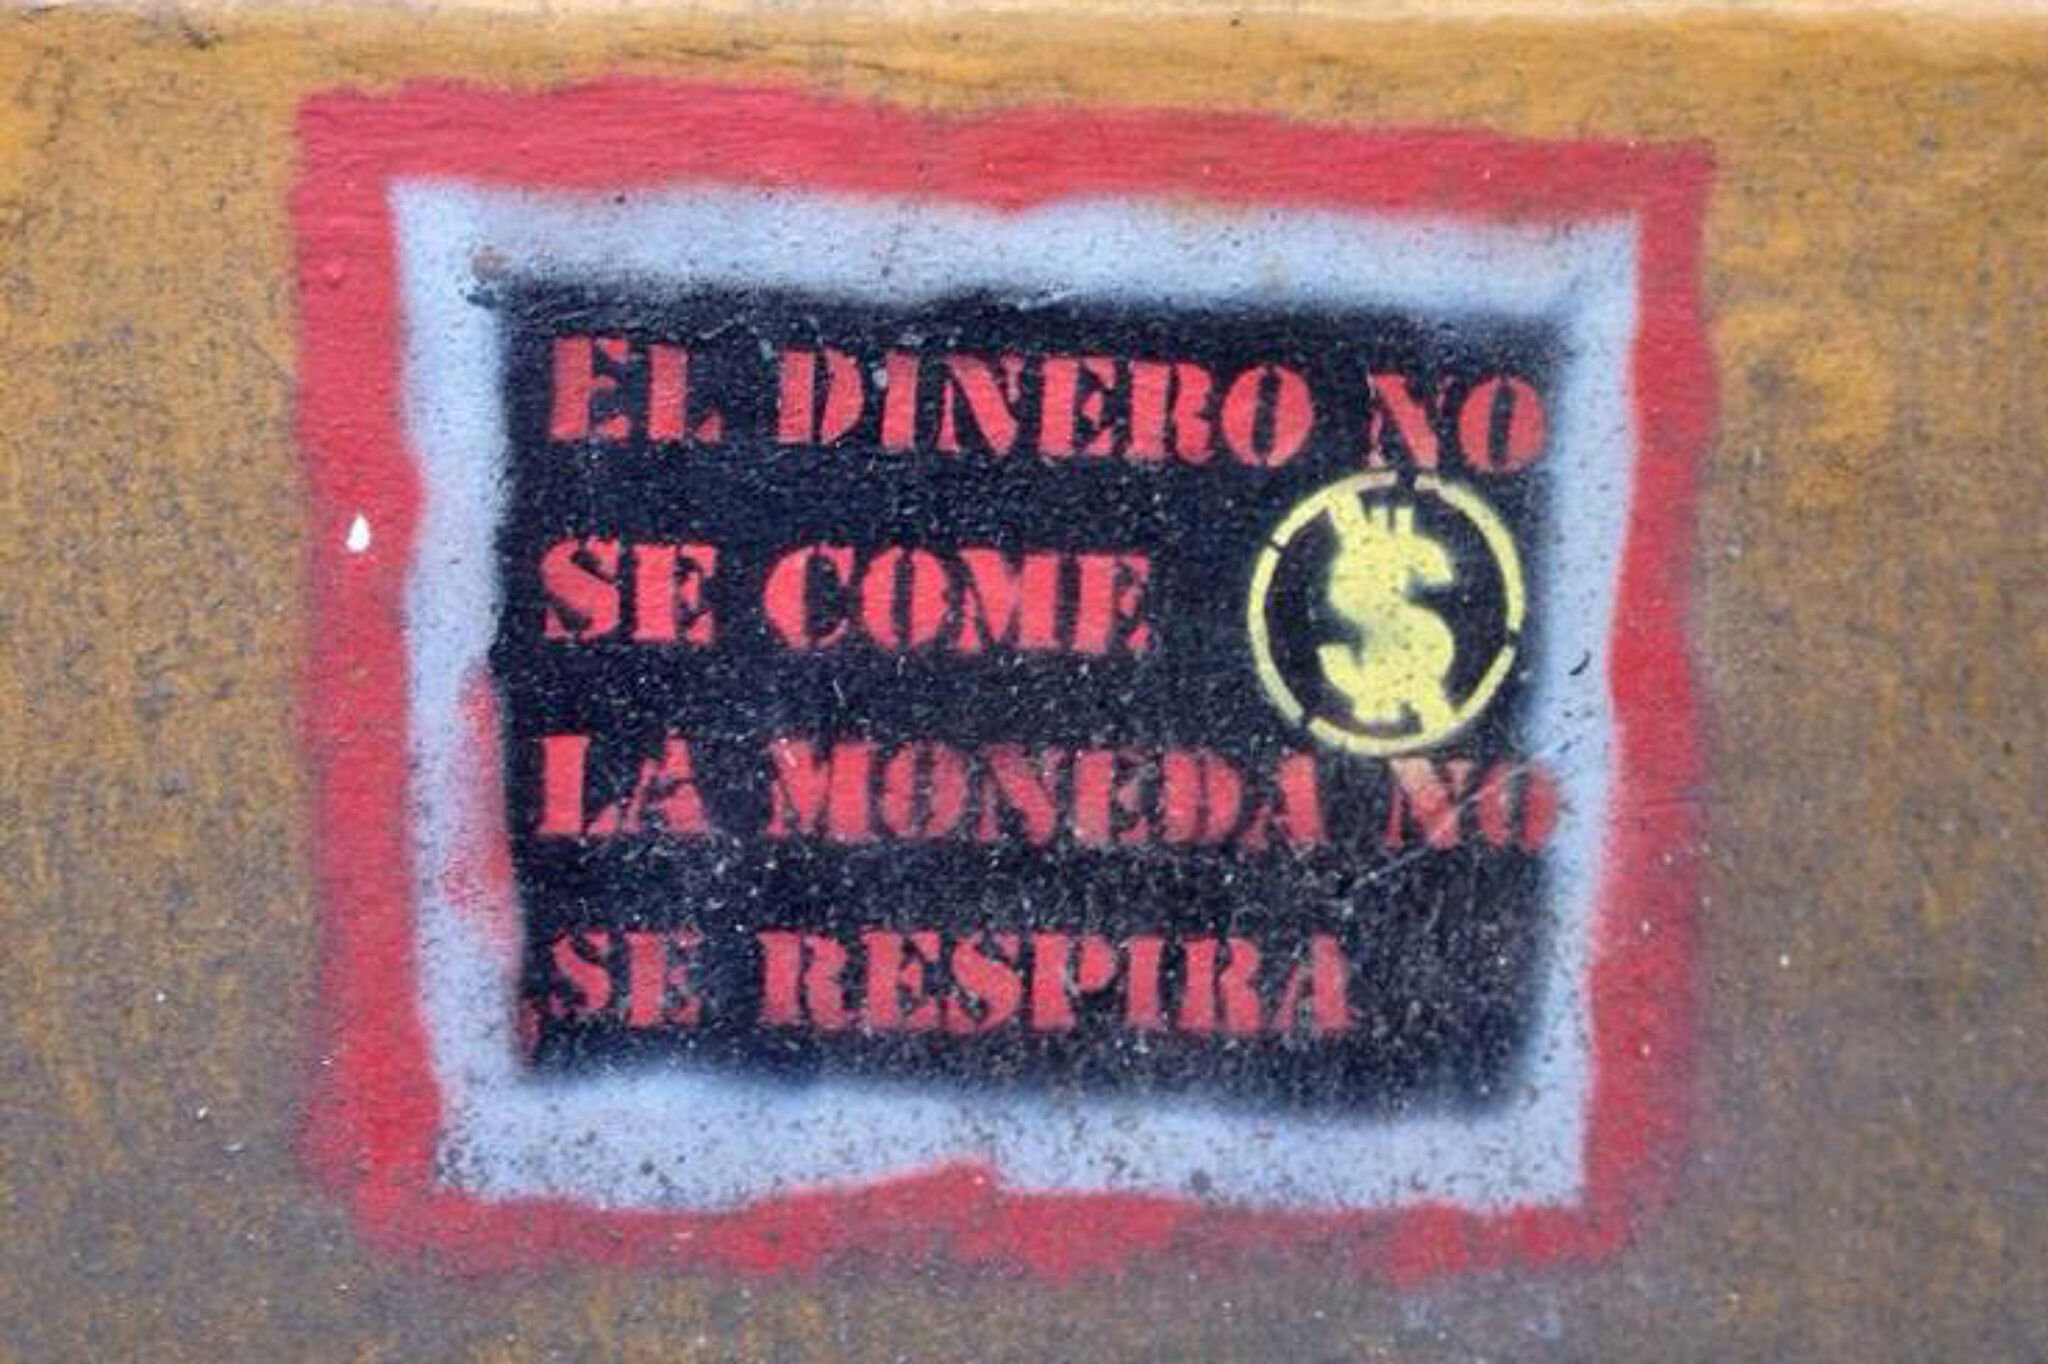 EL DINERO NO
SE COME
$
LA MONEDA NO
SE RESPIRA